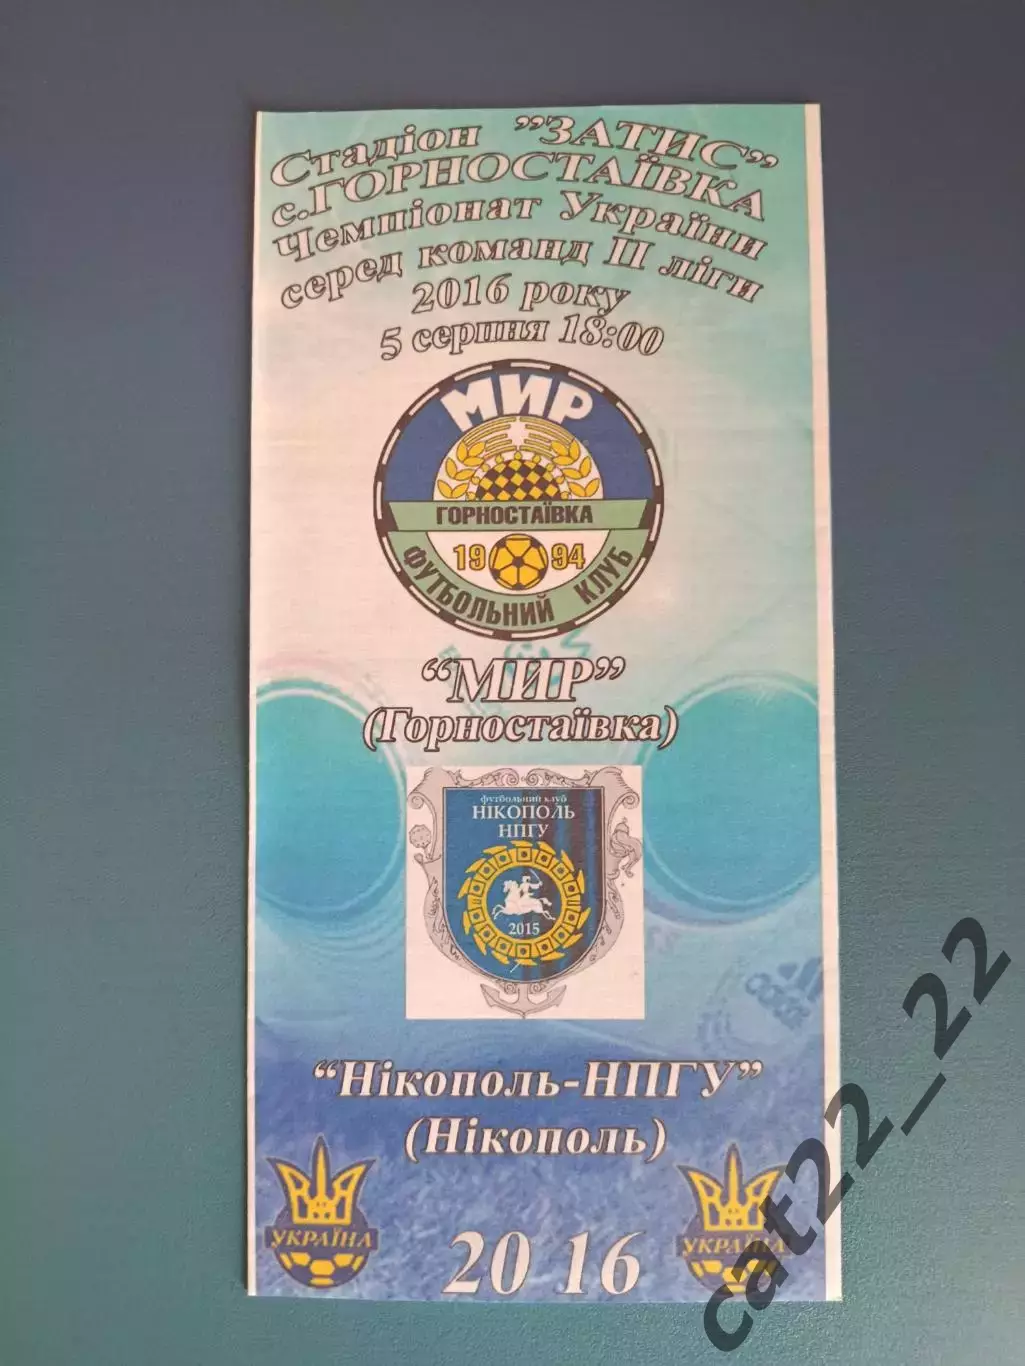 Стадіон "ЗАТИС"
с.ГОРНОСТАЇВКА
Чемпіонат України
серед команд ІІ ліги
2016 року
5 серпня 18:00
МИР
ГОРНОСТАЇВКА
19 94
ФУТБОЛЬНИЙ КЛУБ
"МИР"
(Горностаївка)
футбольний клуб
НІКОПОЛЬ
НПГУ
2015
"Нікополь-НПГУ"
(Нікополь)
УКРАЇНА
20 16
УКРАЇНА
cat22_22